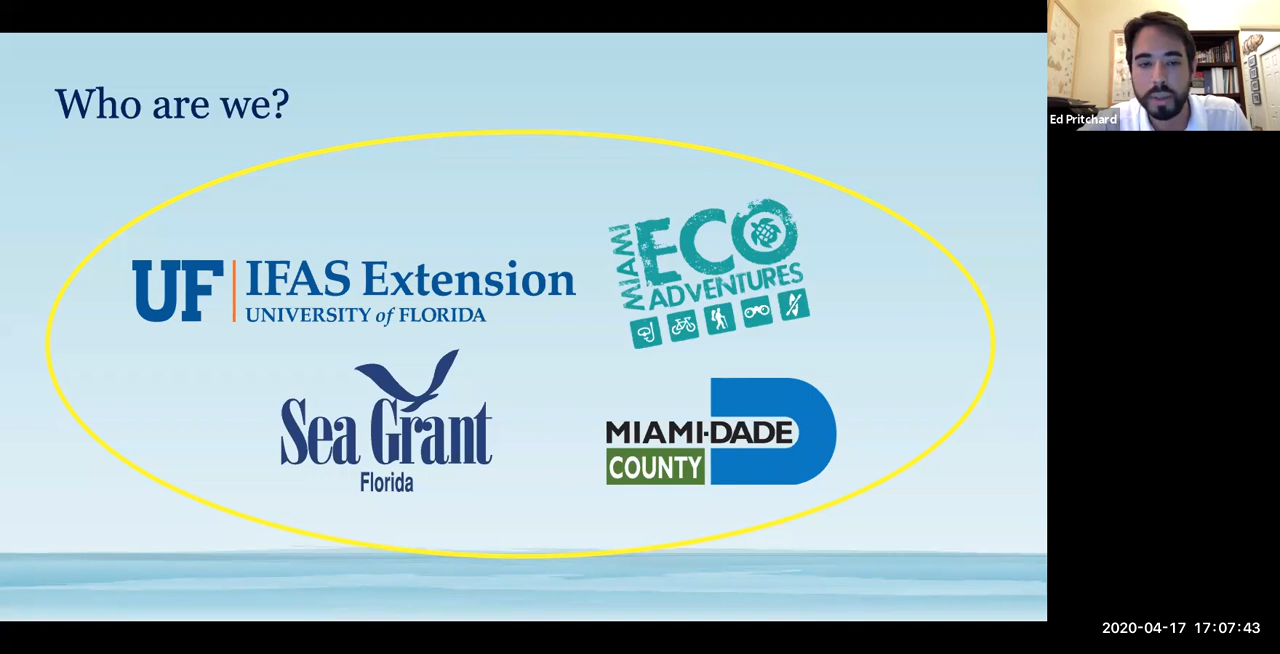 Who are we?
UF IFAS Extension
UNIVERSITY of FLORIDA
MIAMI
ECO
ADVENTURES
Sea Grant
Florida
MIAMI-DADE
COUNTY
Ed Pritchard
2020-04-17 17:07:43